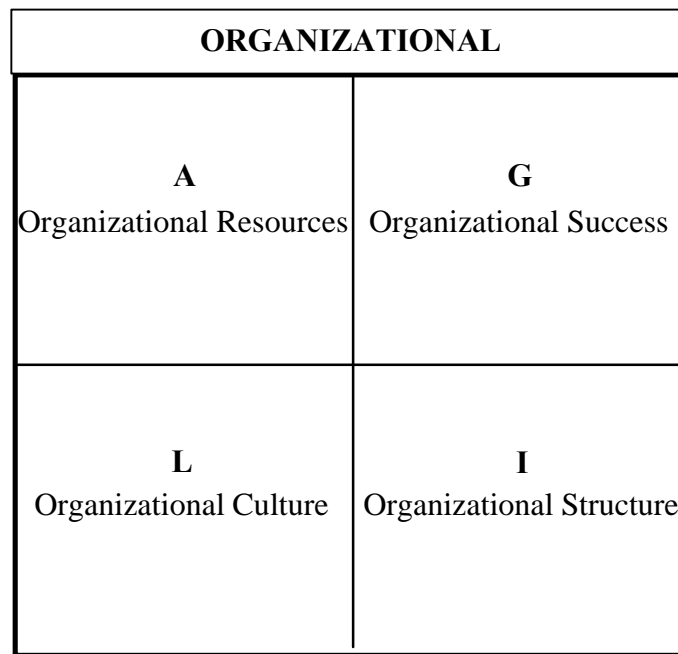 ORGANIZATIONAL
A
Organizational Resources
G
Organizational Success
L
Organizational Culture
I
Organizational Structure